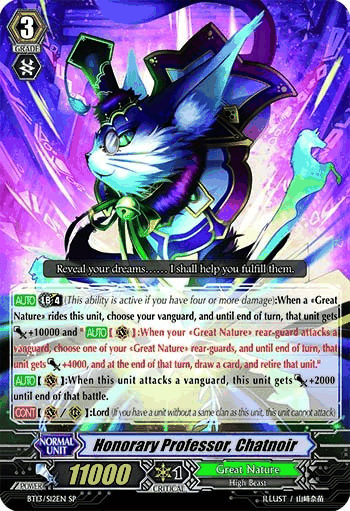 3
GRADE
Reveal your dreams...... I shall help you fulfill them.
AUTO LB 4 (This ability is active if you have four or more damage):When a «Great
Nature» rides this unit, choose your vanguard, and until end of turn, that unit gets
+10000 and " AUTO [ ]:When your «Great Nature» rear-guard attacks a
vanguard, choose one of your «Great Nature» rear-guards, and until end of turn, that
unit gets +4000, and at the end of that turn, draw a card, and retire that unit."
AUTO [ ]:When this unit attacks a vanguard, this unit gets +2000
until end of that battle.
CONT [ / ]:Lord (If you have a unit without a same clan as this unit, this unit cannot attack)
NORMAL UNIT
Honorary Professor, Chatnoir
POWER 11000
1 CRITICAL
Great Nature
High Beast
BT13/S12EN SP
ILLUST / 山崎奈苗